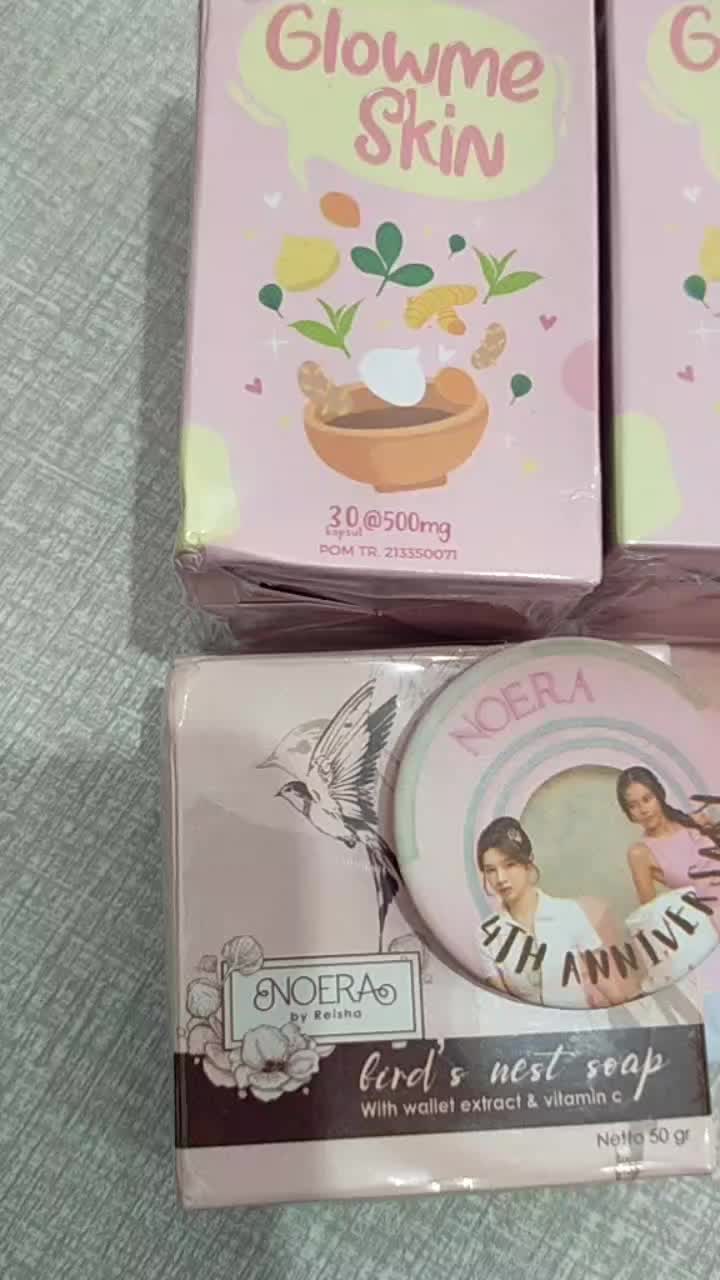 Glowme
Skin
G
30@500mg
kapsul
POM TR. 213350071
NOERA
4TH ANNIVER
NOERA
by Reisha
bird's nest soap
With wallet extract & vitamin c
Netto 50 gr